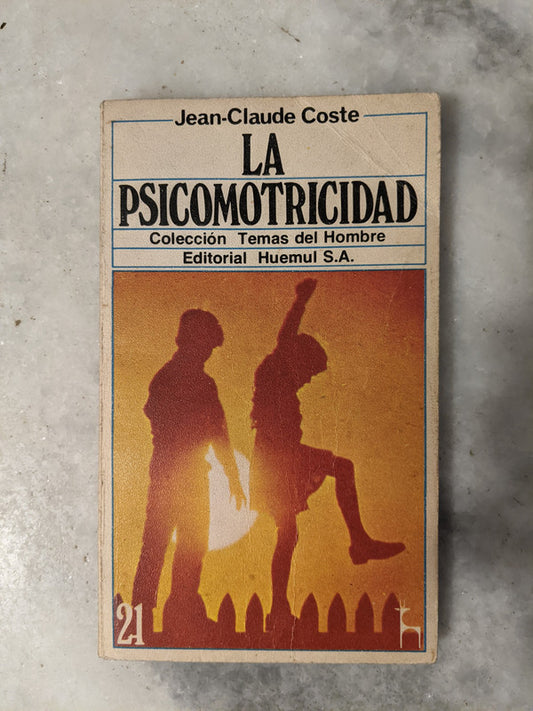 Jean-Claude Coste
LA
PSICOMOTRICIDAD
Colección Temas del Hombre
Editorial Huemul S.A.
21